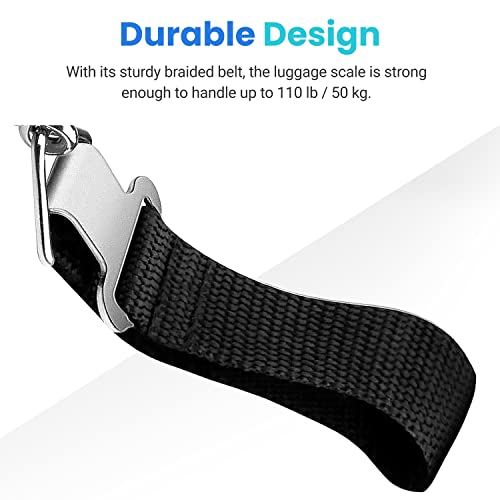 Durable Design
With its sturdy braided belt, the luggage scale is strong
enough to handle up to 110 lb / 50 kg.